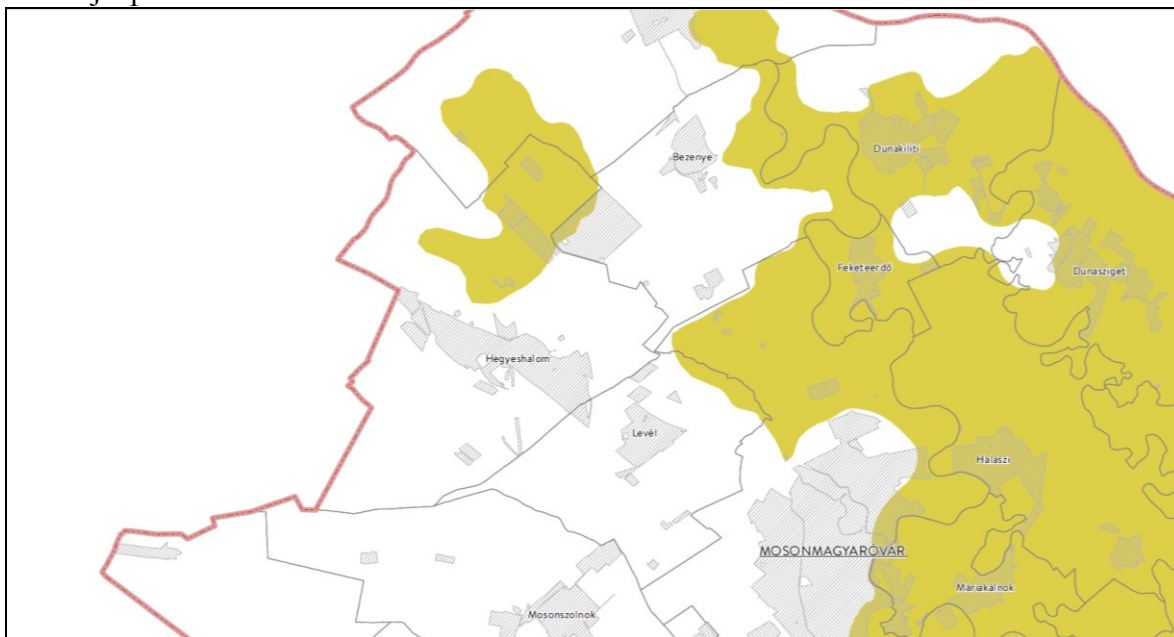 Bezenye
Dunakiliti
Feketeerdő
Dunasziget
Hegyeshalom
Levél
Halászi
MOSONMAGYARÓVÁR
Máriakálnok
Mosonszolnok